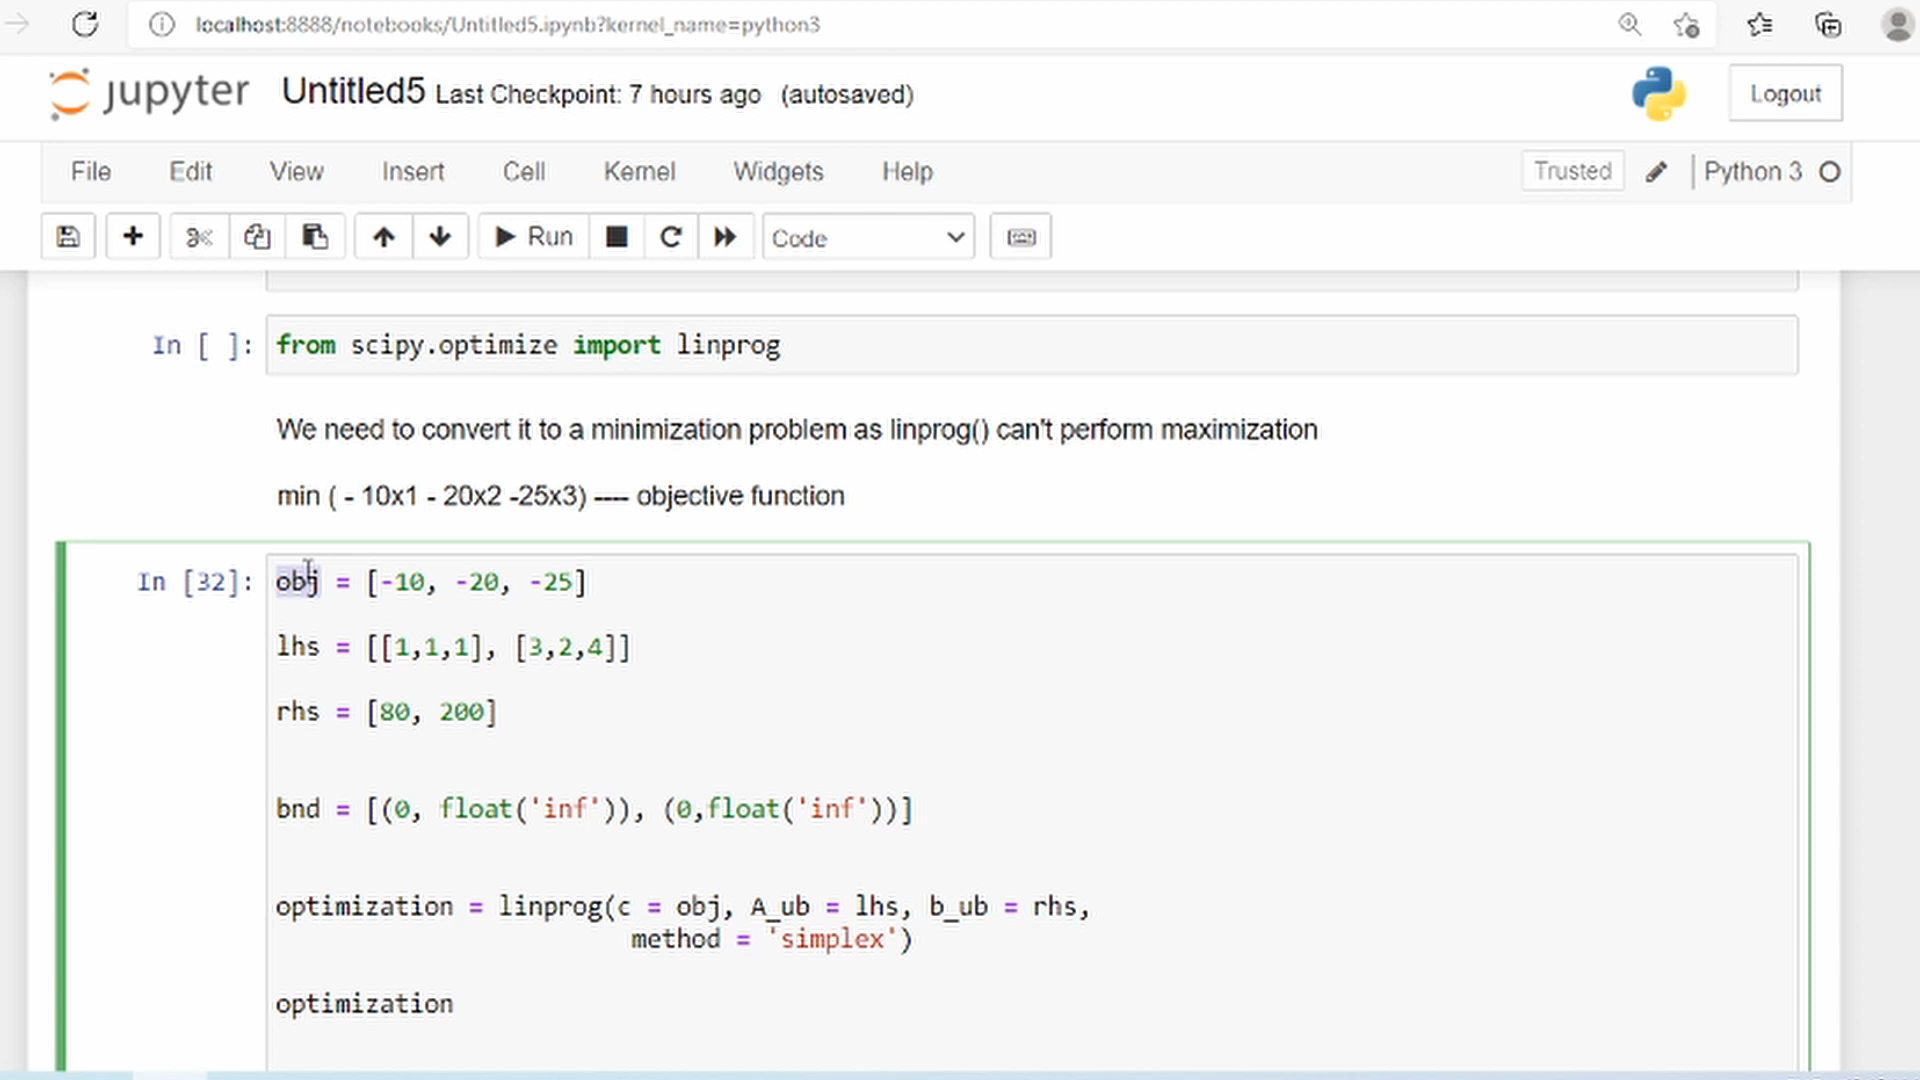 localhost:8888/notebooks/Untitled5.ipynb?kernel_name=python3
jupyter Untitled5 Last Checkpoint: 7 hours ago (autosaved) Logout
File Edit View Insert Cell Kernel Widgets Help Trusted Python 3
Run Code
In [ ]: from scipy.optimize import linprog
We need to convert it to a minimization problem as linprog() can't perform maximization
min ( - 10x1 - 20x2 -25x3) ---- objective function
In [32]: obj = [-10, -20, -25]
lhs = [[1,1,1], [3,2,4]]
rhs = [80, 200]
bnd = [(0, float('inf')), (0,float('inf'))]
optimization = linprog(c = obj, A_ub = lhs, b_ub = rhs,
method = 'simplex')
optimization